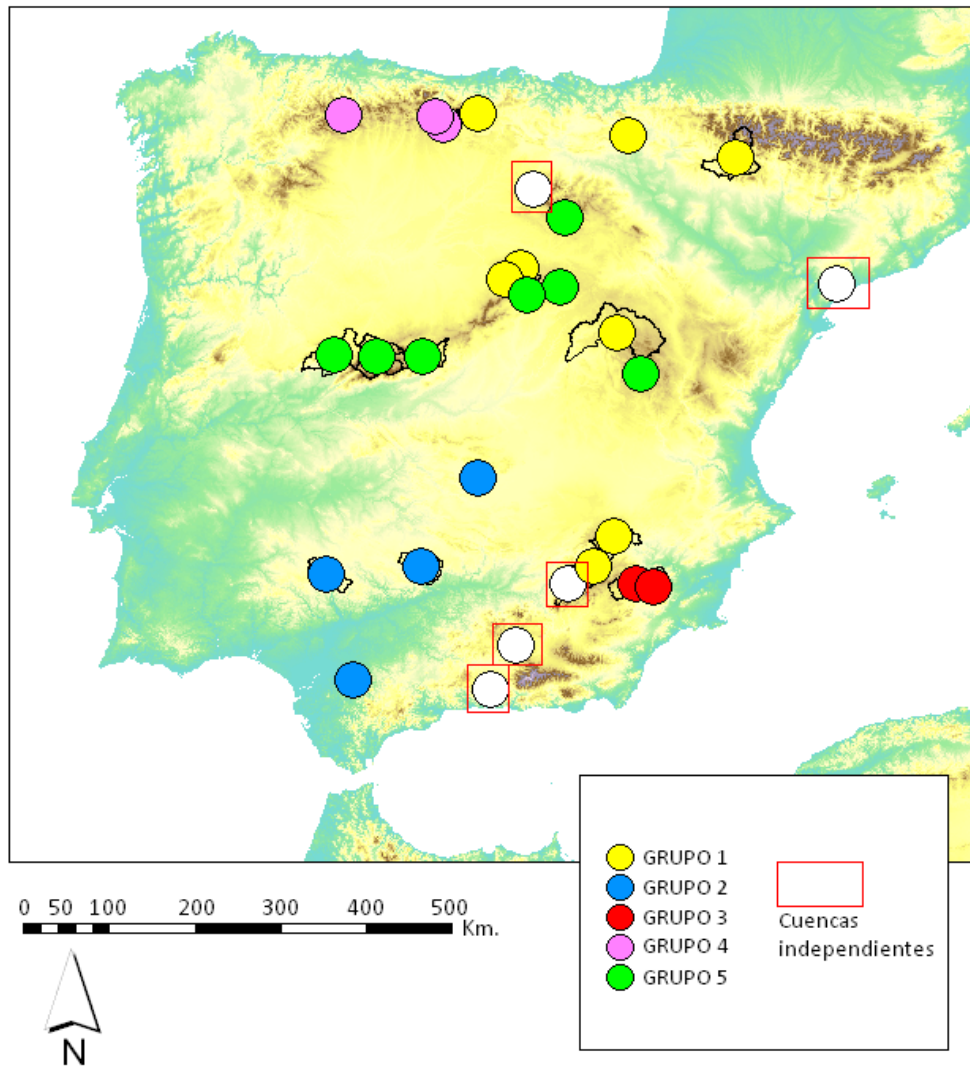 GRUPO 1
GRUPO 2
GRUPO 3
GRUPO 4
GRUPO 5
Cuencas
independientes
0 50 100 200 300 400 500
Km.
N